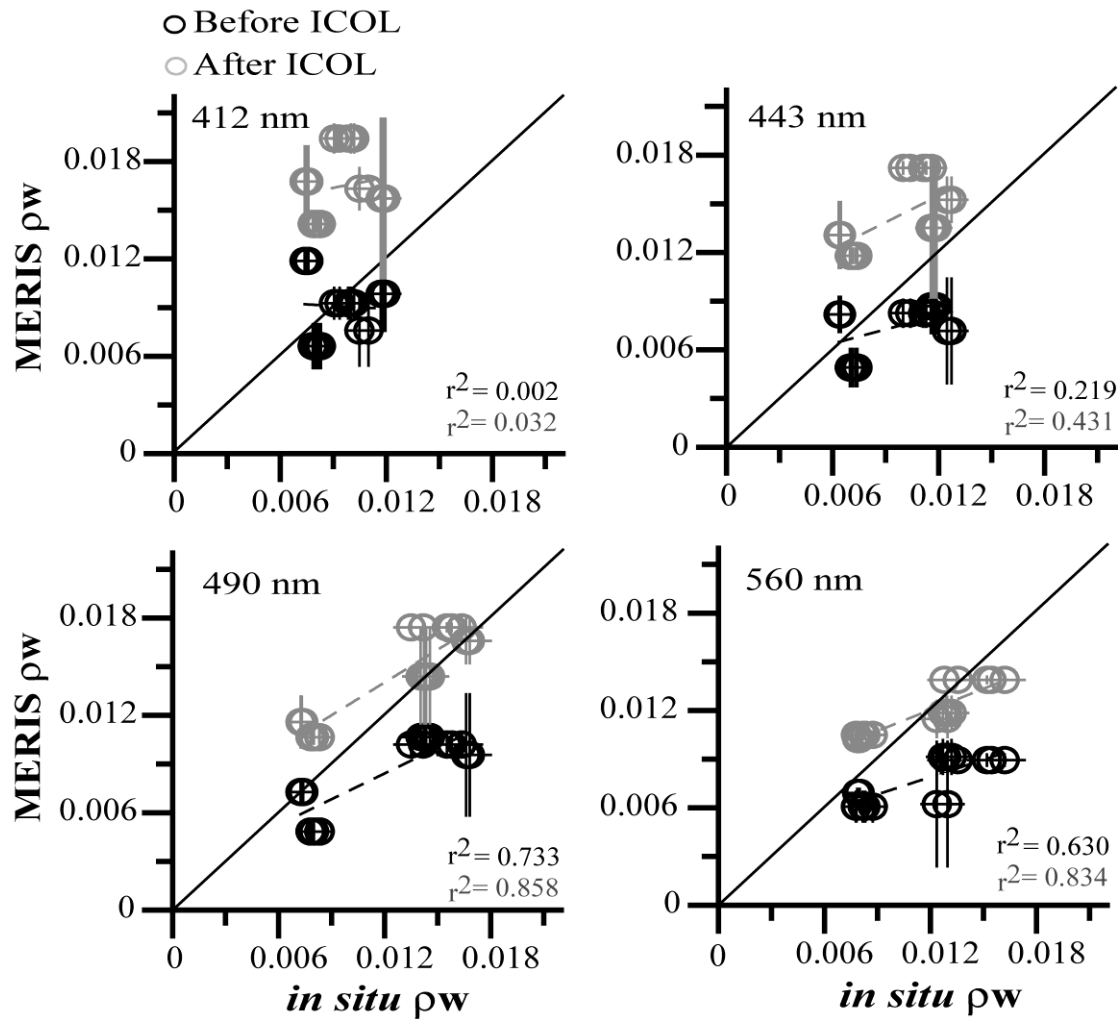 Before ICOL
After ICOL
412 nm
MERIS ρw
0.018
0.012
0.006
0
r2 = 0.002
r2= 0.032
0
0.006
0.012
0.018
443 nm
0.018
0.012
0.006
0
r2 = 0.219
r2= 0.431
0
0.006
0.012
0.018
490 nm
MERIS ρw
0.018
0.012
0.006
0
r2 = 0.733
r2= 0.858
0
0.006
0.012
0.018
in situ ρw
560 nm
0.018
0.012
0.006
0
r2 = 0.630
r2= 0.834
0
0.006
0.012
0.018
in situ ρw